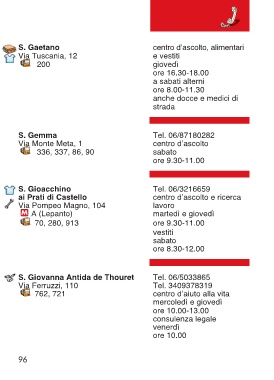 S. Gaetano
Via Tuscania, 12
200
centro d'ascolto, alimentari
e vestiti
giovedì
ore 16.30-18.00
a sabati alterni
ore 8.00-11.30
anche docce e medici di
strada
S. Gemma
Via Monte Meta, 1
336, 337, 86, 90
Tel. 06/87180282
centro d'ascolto
sabato
ore 9.30-11.00
S. Gioacchino
ai Prati di Castello
Via Pompeo Magno, 104
M A (Lepanto)
70, 280, 913
Tel. 06/3216659
centro d'ascolto e ricerca
lavoro
martedì e giovedì
ore 9.30-11.00
vestiti
sabato
ore 8.30-12.00
S. Giovanna Antida de Thouret
Via Ferruzzi, 110
762, 721
Tel. 06/5033865
Tel. 3409378319
centro d'aiuto alla vita
mercoledì e giovedì
ore 10.00-13.00
consulenza legale
venerdì
ore 10.00
96